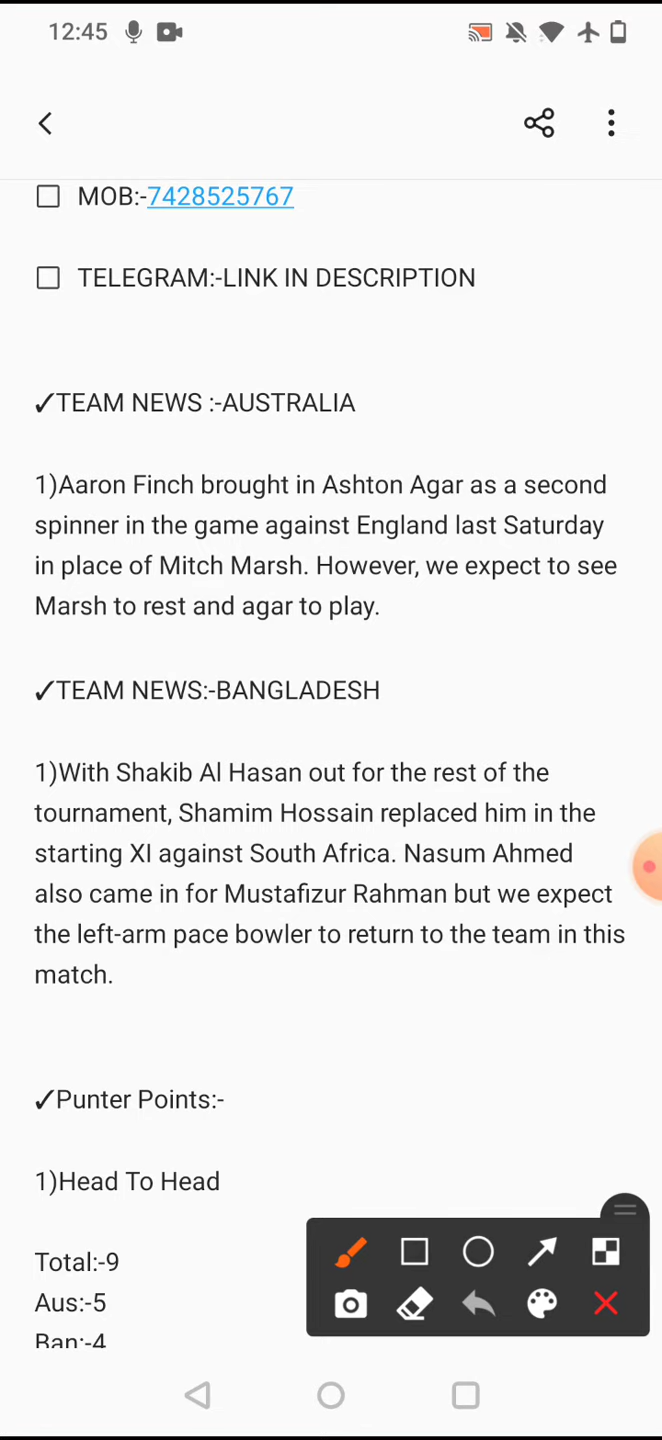 12:45
MOB:-7428525767
TELEGRAM:-LINK IN DESCRIPTION
✓TEAM NEWS :-AUSTRALIA
1)Aaron Finch brought in Ashton Agar as a second
spinner in the game against England last Saturday
in place of Mitch Marsh. However, we expect to see
Marsh to rest and agar to play.
✓TEAM NEWS:-BANGLADESH
1)With Shakib Al Hasan out for the rest of the
tournament, Shamim Hossain replaced him in the
starting XI against South Africa. Nasum Ahmed
also came in for Mustafizur Rahman but we expect
the left-arm pace bowler to return to the team in this
match.
✓Punter Points:-
1)Head To Head
Total:-9
Aus:-5
Ban:-4